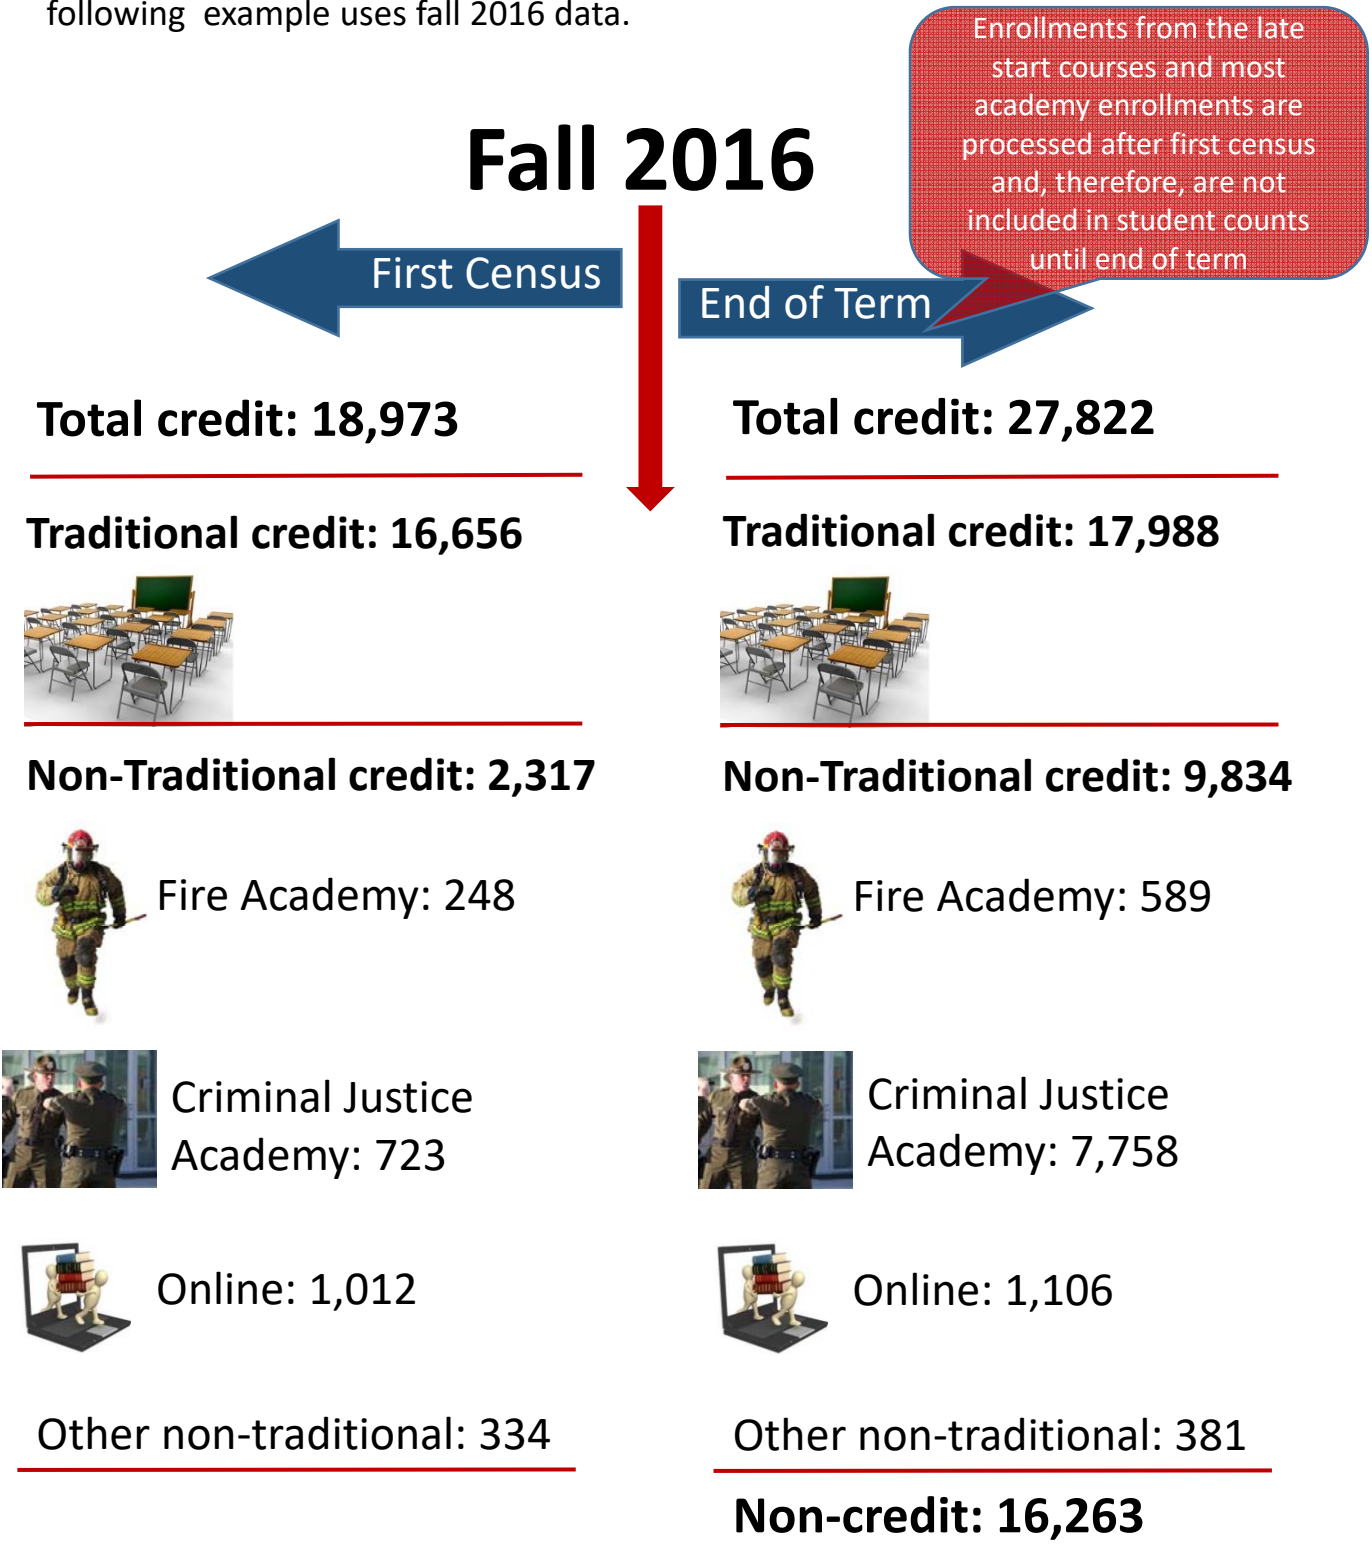 following example uses fall 2016 data.
Enrollments from the late
start courses and most
academy enrollments are
processed after first census
and, therefore, are not
included in student counts
until end of term
Fall 2016
First Census
End of Term
Total credit: 18,973
Traditional credit: 16,656
Non-Traditional credit: 2,317
Fire Academy: 248
Criminal Justice
Academy: 723
Online: 1,012
Other non-traditional: 334
Total credit: 27,822
Traditional credit: 17,988
Non-Traditional credit: 9,834
Fire Academy: 589
Criminal Justice
Academy: 7,758
Online: 1,106
Other non-traditional: 381
Non-credit: 16,263